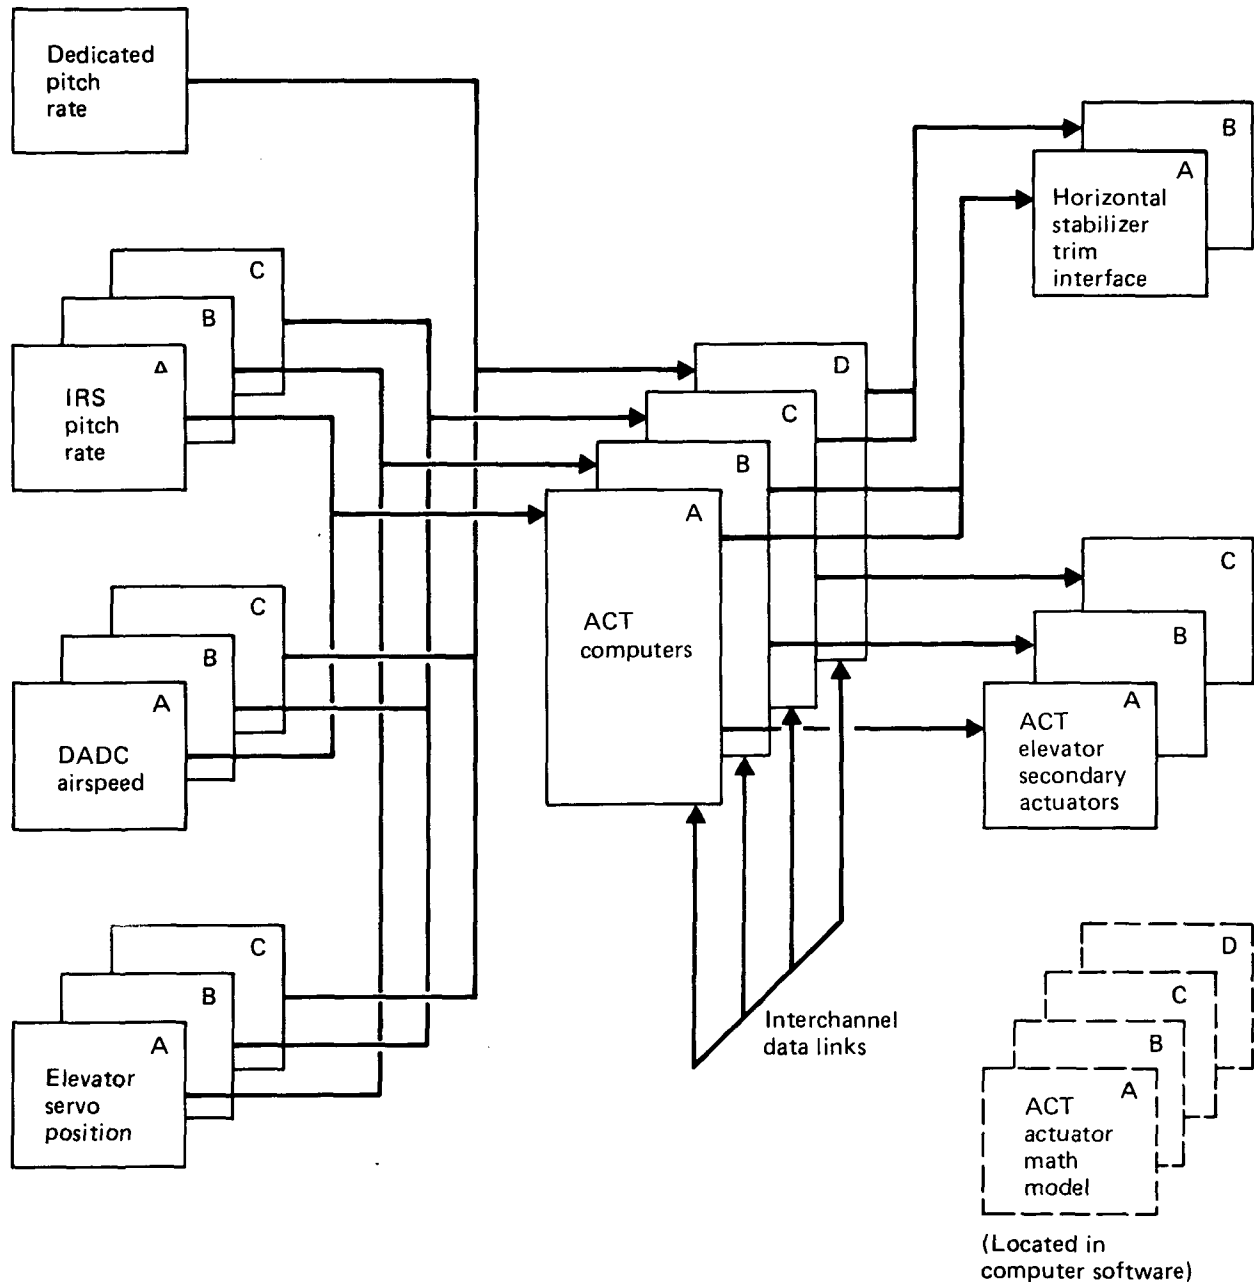 Dedicated
pitch
rate
C
B
A
IRS
pitch
rate
C
B
A
DADC
airspeed
C
B
A
Elevator
servo
position
D
C
B
A
ACT
computers
Interchannel
data links
B
A
Horizontal
stabilizer
trim
interface
C
B
A
ACT
elevator
secondary
actuators
D
C
B
A
ACT
actuator
math
model
(Located in
computer software)